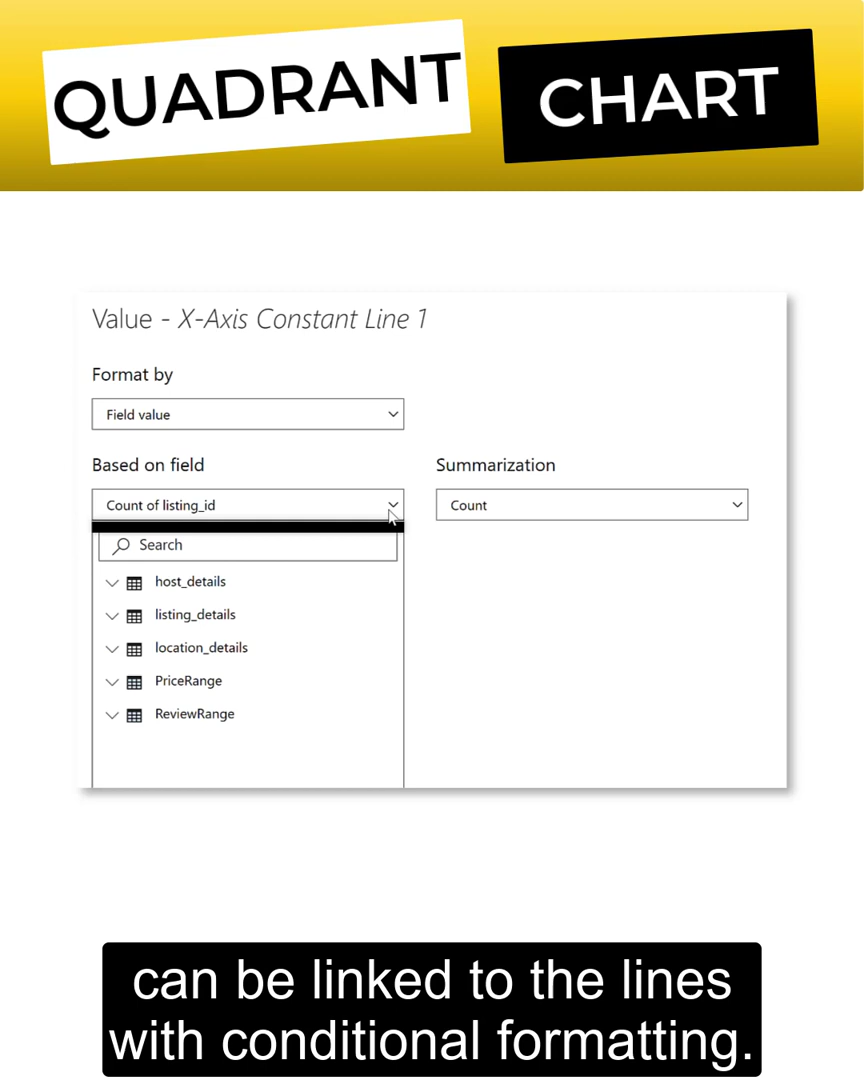 QUADRANT CHART
Value - X-Axis Constant Line 1
Format by
Field value
Based on field Summarization
Count of listing_id Count
Search
host_details
listing_details
location_details
PriceRange
ReviewRange
can be linked to the lines
with conditional formatting.